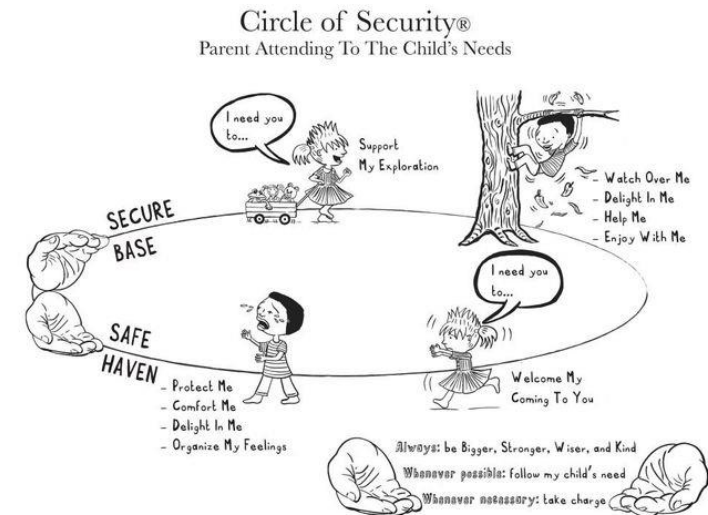 Circle of Security®
Parent Attending To The Child's Needs
I need you
to...
Support
My Exploration
- Watch Over Me
- Delight In Me
- Help Me
- Enjoy With Me
SECURE
BASE
I need you
to...
SAFE
HAVEN
- Protect Me
- Comfort Me
- Delight In Me
- Organize My Feelings
Welcome My
Coming To You
Always: be Bigger, Stronger, Wiser, and Kind
Whenever possible: follow my child's need
Whenever necessary: take charge